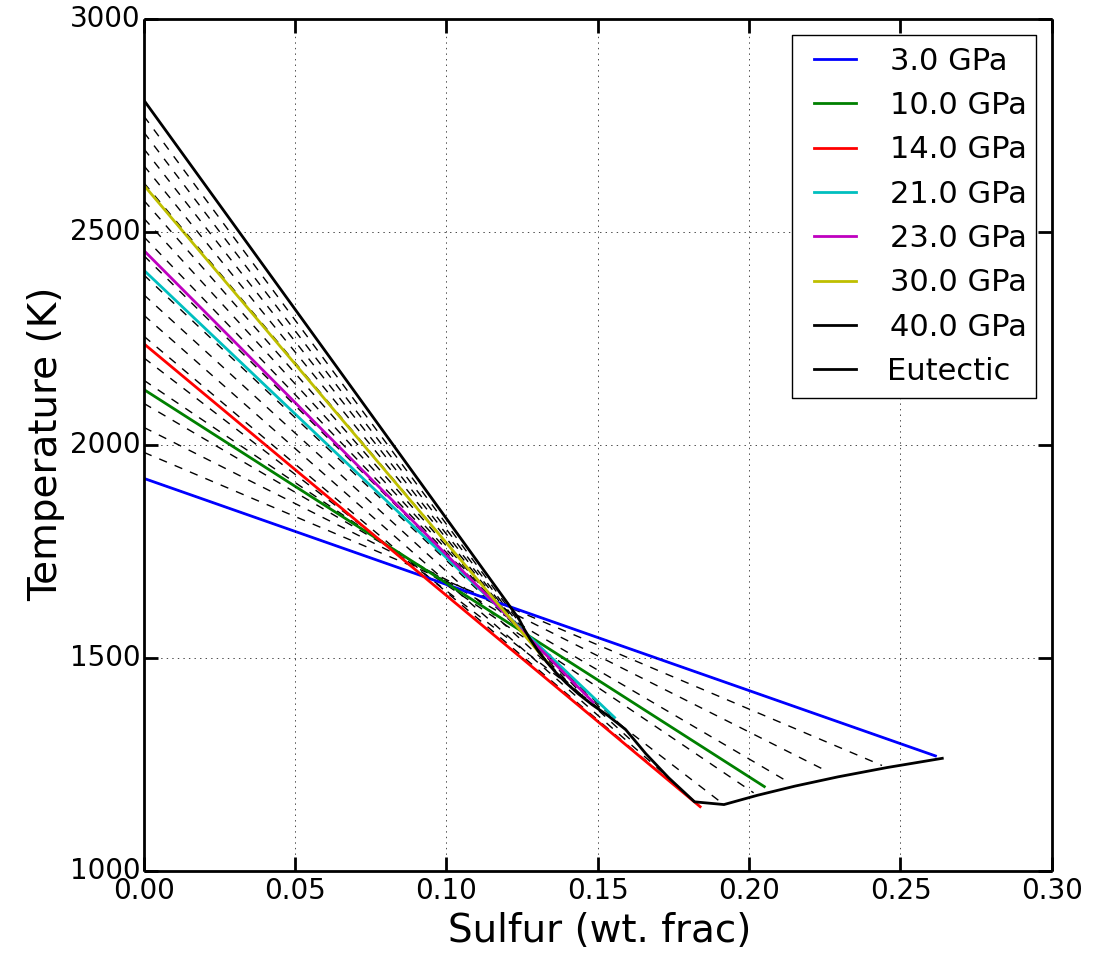 3000
2500
2000
1500
1000
Temperature (K)
0.00 0.05 0.10 0.15 0.20 0.25 0.30
Sulfur (wt. frac)
3.0 GPa
10.0 GPa
14.0 GPa
21.0 GPa
23.0 GPa
30.0 GPa
40.0 GPa
Eutectic